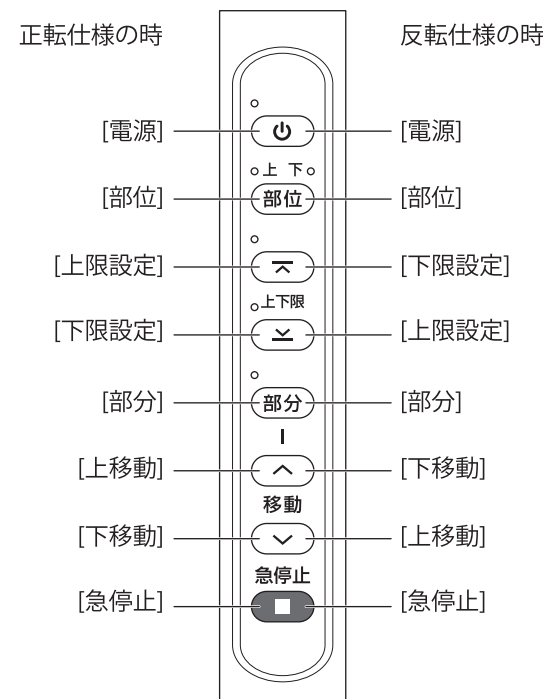 正転仕様の時 反転仕様の時
[電源] [電源]
上 下
[部位] 部位 [部位]
[上限設定] [下限設定]
上下限
[下限設定] [上限設定]
[部分] 部分 [部分]
[上移動] [下移動]
移動
[下移動] [上移動]
急停止
[急停止] [急停止]